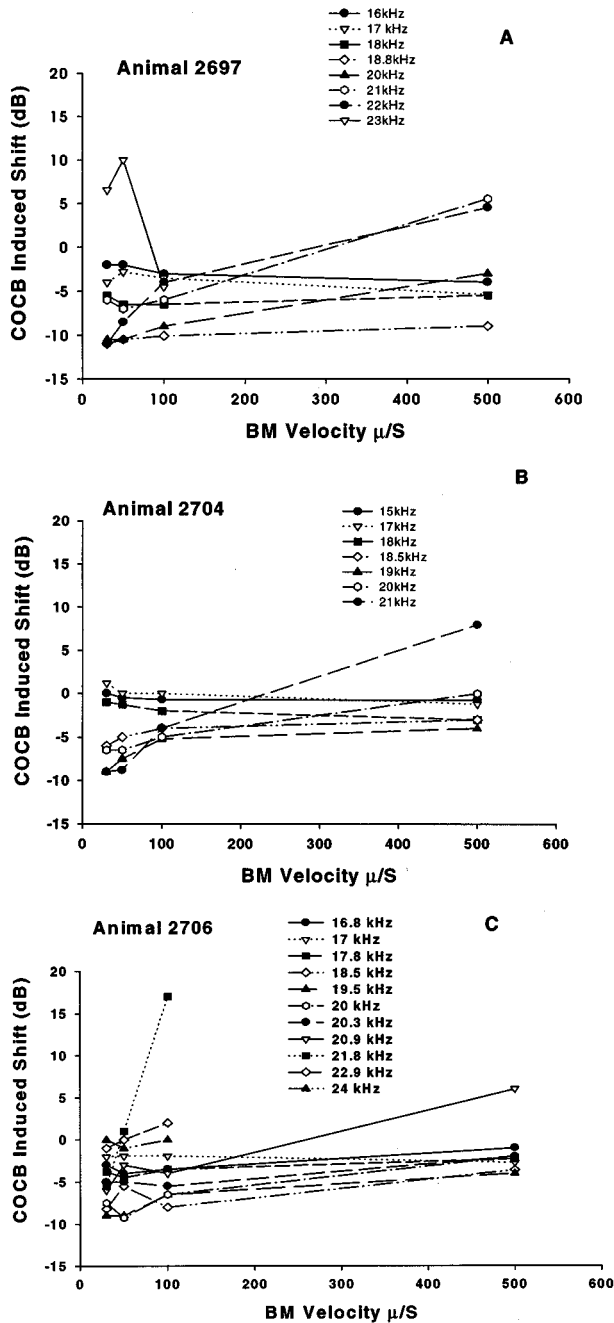 16kHz
17 kHz
18kHz
18.8kHz
20kHz
21kHz
22kHz
23kHz
A
Animal 2697
COCB Induced Shift (dB)
20
15
10
5
0
-5
-10
-15
0 100 200 300 400 500 600
BM Velocity μ/S
B
Animal 2704
15kHz
17kHz
18kHz
18.5kHz
19kHz
20kHz
21kHz
COCB Induced Shift (dB)
20
15
10
5
0
-5
-10
-15
0 100 200 300 400 500 600
BM Velocity μ/S
C
Animal 2706
16.8 kHz
17 kHz
17.8 kHz
18.5 kHz
19.5 kHz
20 kHz
20.3 kHz
20.9 kHz
21.8 kHz
22.9 kHz
24 kHz
COCB Induced Shift (dB)
20
15
10
5
0
-5
-10
-15
0 100 200 300 400 500 600
BM Velocity μ/S